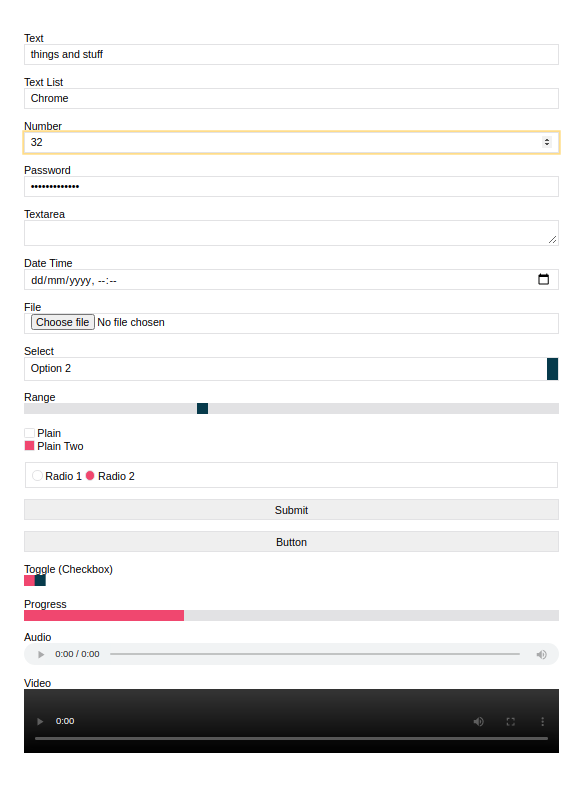 Text
things and stuff
Text List
Chrome
Number
32
Password
•••••••••••••
Textarea
Date Time
dd/mm/yyyy, --:--
File
Choose file No file chosen
Select
Option 2
Range
Plain
Plain Two
Radio 1 Radio 2
Submit
Button
Toggle (Checkbox)
Progress
Audio
0:00 / 0:00
Video
0:00